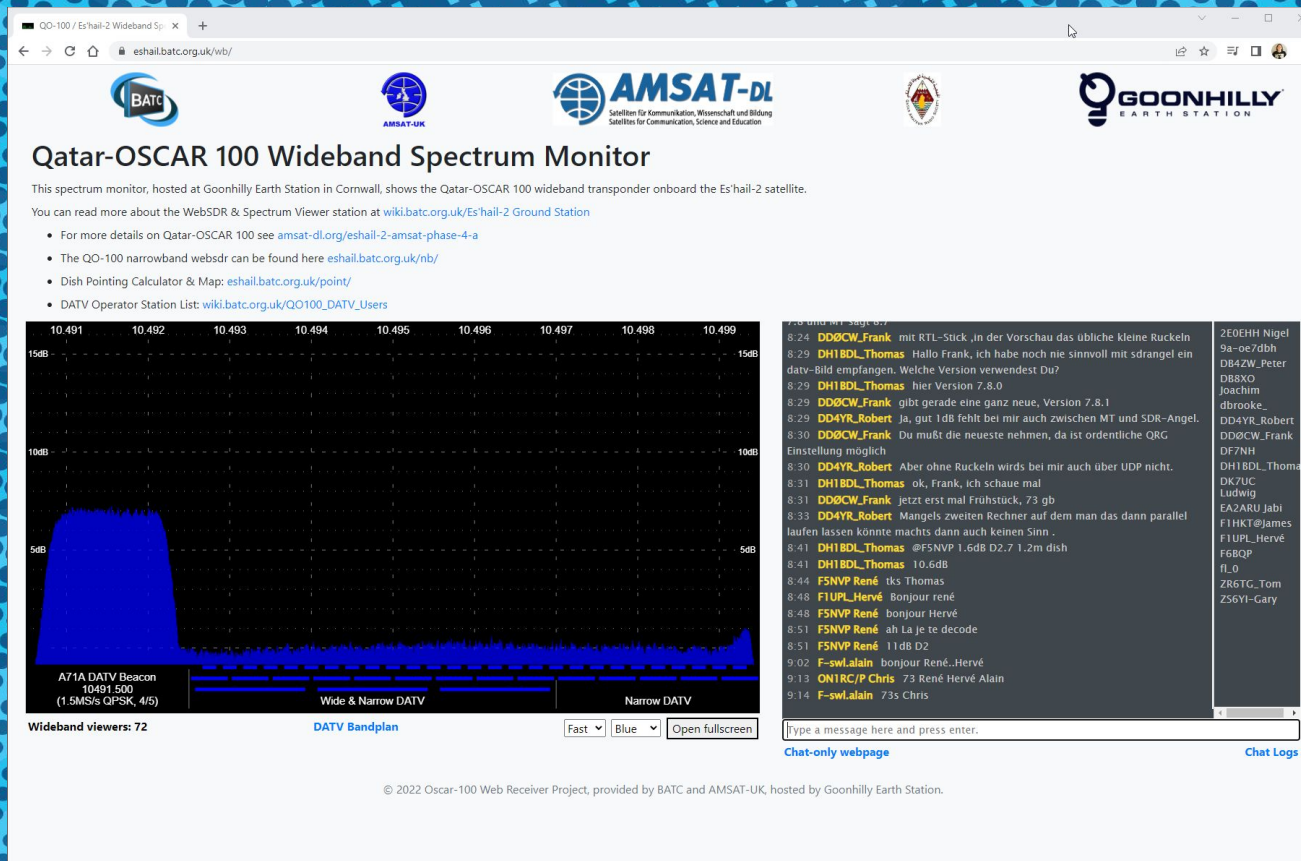 QO-100 / Es'hail-2 Wideband Sp
eshail.batc.org.uk/wb/
BATC
AMSAT-UK
AMSAT-DL
Satelliten für Kommunikation, Wissenschaft und Bildung
Satellites for Communication, Science and Education
GOONHILLY
EARTH STATION
Qatar-OSCAR 100 Wideband Spectrum Monitor
This spectrum monitor, hosted at Goonhilly Earth Station in Cornwall, shows the Qatar-OSCAR 100 wideband transponder onboard the Es'hail-2 satellite.
You can read more about the WebSDR & Spectrum Viewer station at wiki.batc.org.uk/Es'hail-2 Ground Station
• For more details on Qatar-OSCAR 100 see amsat-dl.org/eshail-2-amsat-phase-4-a
• The QO-100 narrowband websdr can be found here eshail.batc.org.uk/nb/
• Dish Pointing Calculator & Map: eshail.batc.org.uk/point/
• DATV Operator Station List: wiki.batc.org.uk/QO100_DATV_Users
10.491 10.492 10.493 10.494 10.495 10.496 10.497 10.498 10.499
15dB 15dB
10dB 10dB
5dB 5dB
A71A DATV Beacon
10491.500
(1.5MS/s QPSK, 4/5)
Wide & Narrow DATV
Narrow DATV
Wideband viewers: 72
DATV Bandplan
Fast
Blue
Open fullscreen
7.8 und MT sagt 8.7
8:24 DDØCW_Frank mit RTL-Stick ,in der Vorschau das übliche kleine Ruckeln
8:29 DH1BDL_Thomas Hallo Frank, ich habe noch nie sinnvoll mit sdrangel ein
datv-Bild empfangen. Welche Version verwendest Du?
8:29 DH1BDL_Thomas hier Version 7.8.0
8:29 DDØCW_Frank gibt gerade eine ganz neue, Version 7.8.1
8:29 DD4YR_Robert Ja, gut 1dB fehlt bei mir auch zwischen MT und SDR-Angel.
8:30 DDØCW_Frank Du mußt die neueste nehmen, da ist ordentliche QRG
Einstellung möglich
8:30 DD4YR_Robert Aber ohne Ruckeln wirds bei mir auch über UDP nicht.
8:31 DH1BDL_Thomas ok, Frank, ich schaue mal
8:31 DDØCW_Frank jetzt erst mal Frühstück, 73 gb
8:33 DD4YR_Robert Mangels zweiten Rechner auf dem man das dann parallel
laufen lassen könnte machts dann auch keinen Sinn .
8:41 DH1BDL_Thomas @F5NVP 1.6dB D2.7 1.2m dish
8:41 DH1BDL_Thomas 10.6dB
8:44 F5NVP René tks Thomas
8:48 F1UPL_Hervé Bonjour rené
8:48 F5NVP René bonjour Hervé
8:51 F5NVP René ah La je te decode
8:51 F5NVP René 11dB D2
9:02 F-swl.alain bonjour René..Hervé
9:13 ON1RC/P Chris 73 René Hervé Alain
9:14 F-swl.alain 73s Chris
2E0EHH Nigel
9a-oe7dbh
DB4ZW_Peter
DB8XO
Joachim
dbrooke_
DD4YR_Robert
DDØCW_Frank
DF7NH
DH1BDL_Thoma
DK7UC
Ludwig
EA2ARU Jabi
F1HKT@James
F1UPL_Hervé
F6BQP
fl_0
ZR6TG_Tom
ZS6YI-Gary
Type a message here and press enter.
Chat-only webpage
Chat Logs
© 2022 Oscar-100 Web Receiver Project, provided by BATC and AMSAT-UK, hosted by Goonhilly Earth Station.